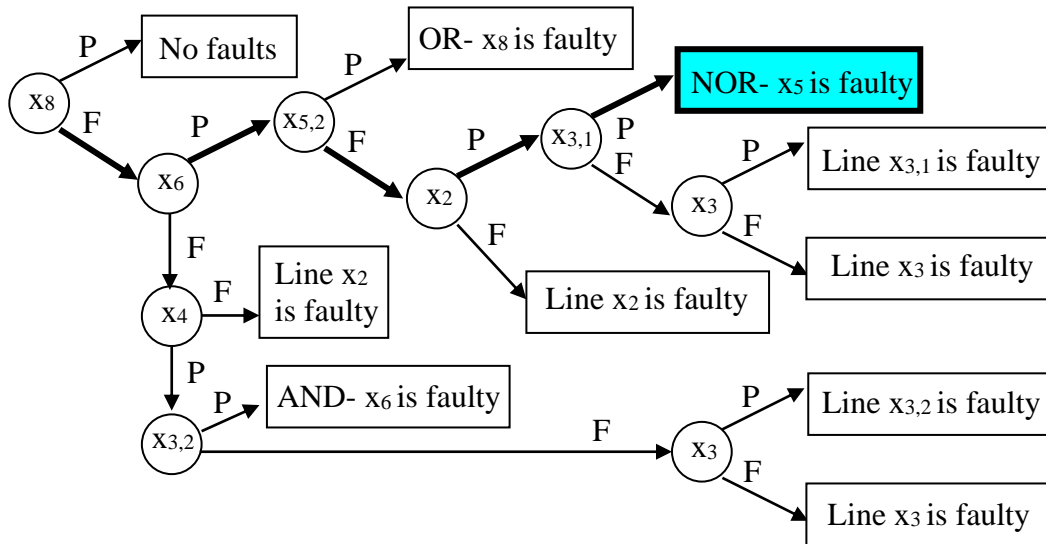 OR- x8 is faulty
P
No faults
P
x8
F
P
x5,2
F
NOR- x5 is faulty
P
x3,1
P
F
Line x3,1 is faulty
P
x6
x2
x3
F
F
F
Line x3 is faulty
Line x2
is faulty
F
x4
Line x2 is faulty
P
AND- x6 is faulty
P
x3,2
F
P
Line x3,2 is faulty
x3
F
Line x3 is faulty